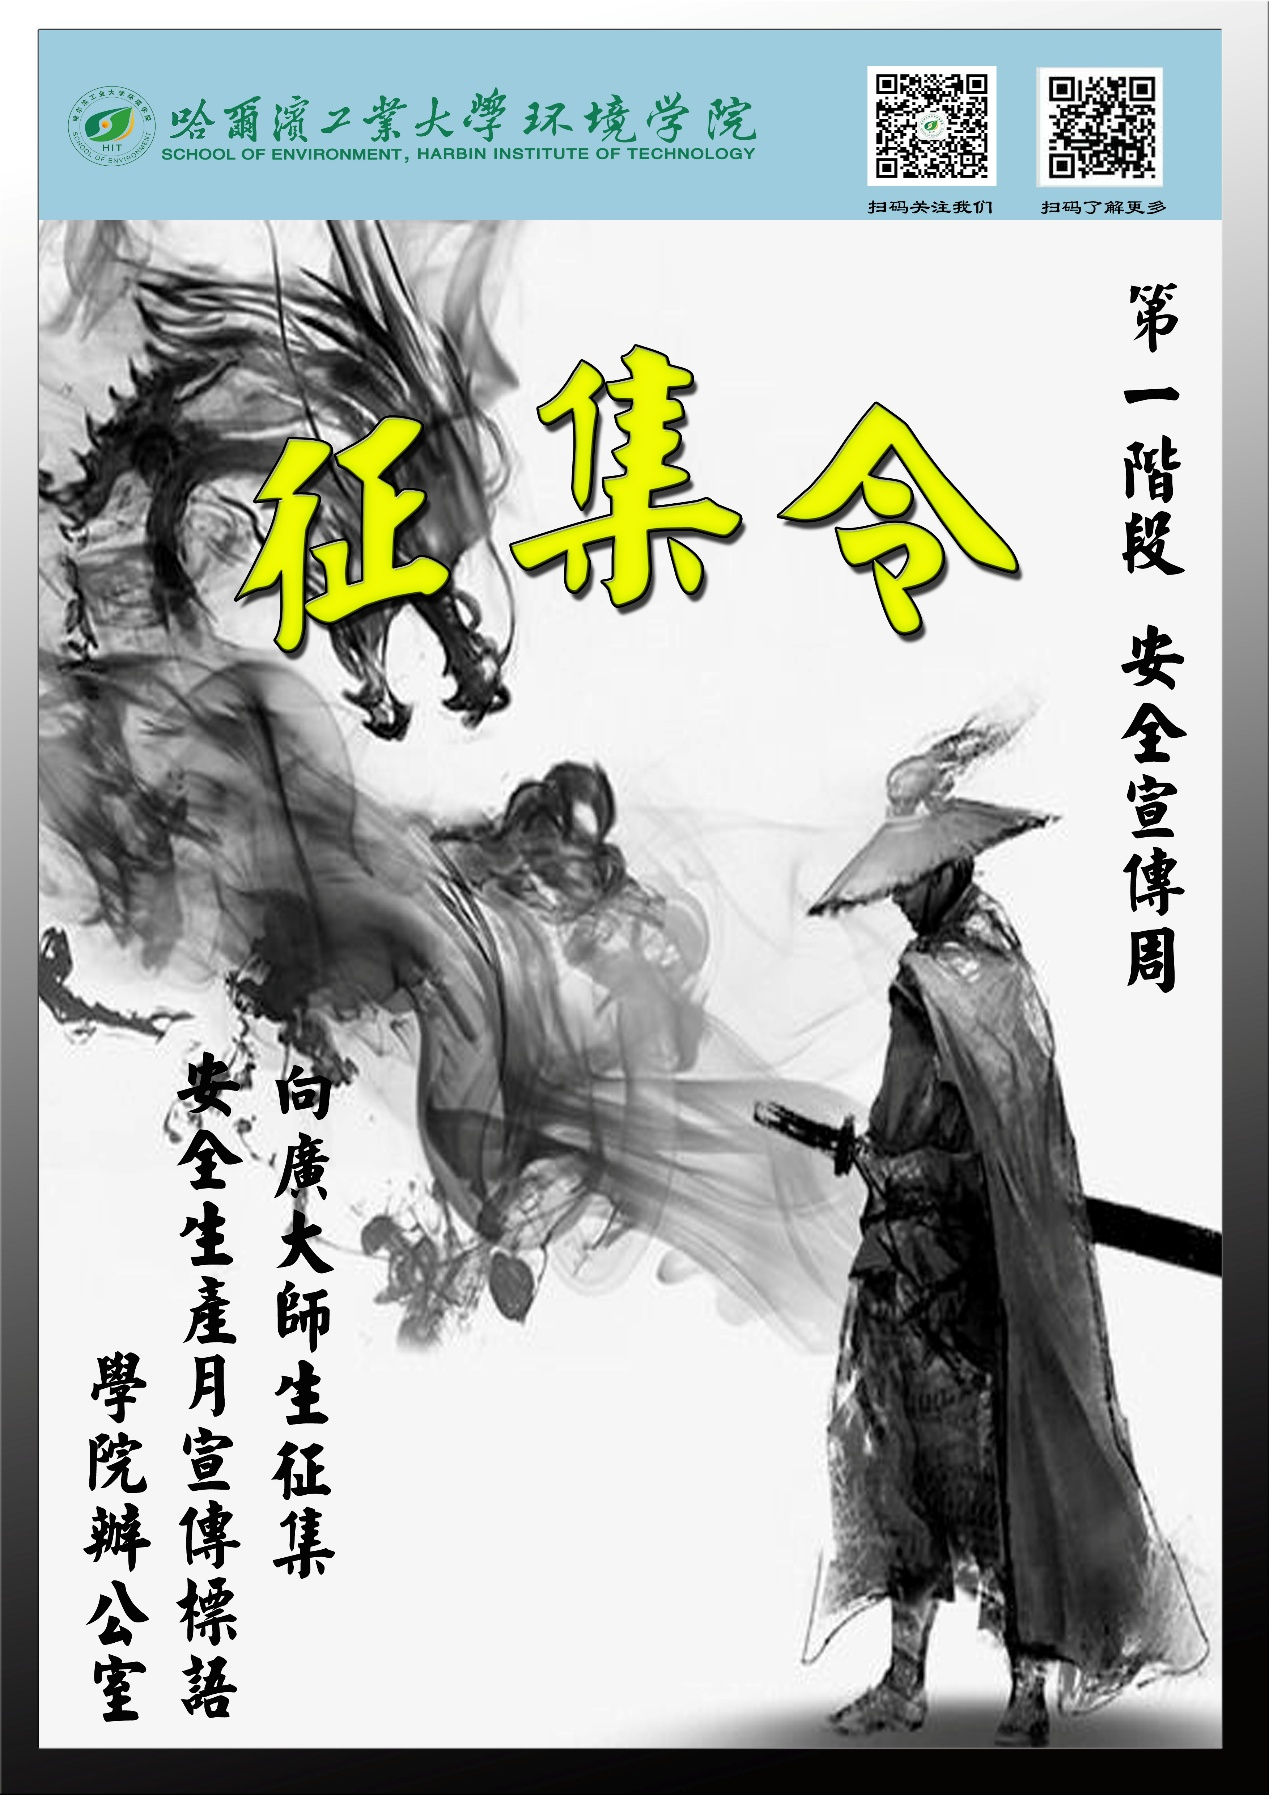 哈爾濱工業大學环境学院
SCHOOL OF ENVIRONMENT, HARBIN INSTITUTE OF TECHNOLOGY
HIT
扫码关注我们
扫码了解更多
征集令
第一階段 安全宣傳周
向廣大師生征集
安全生產月宣傳標語
學院辦公室